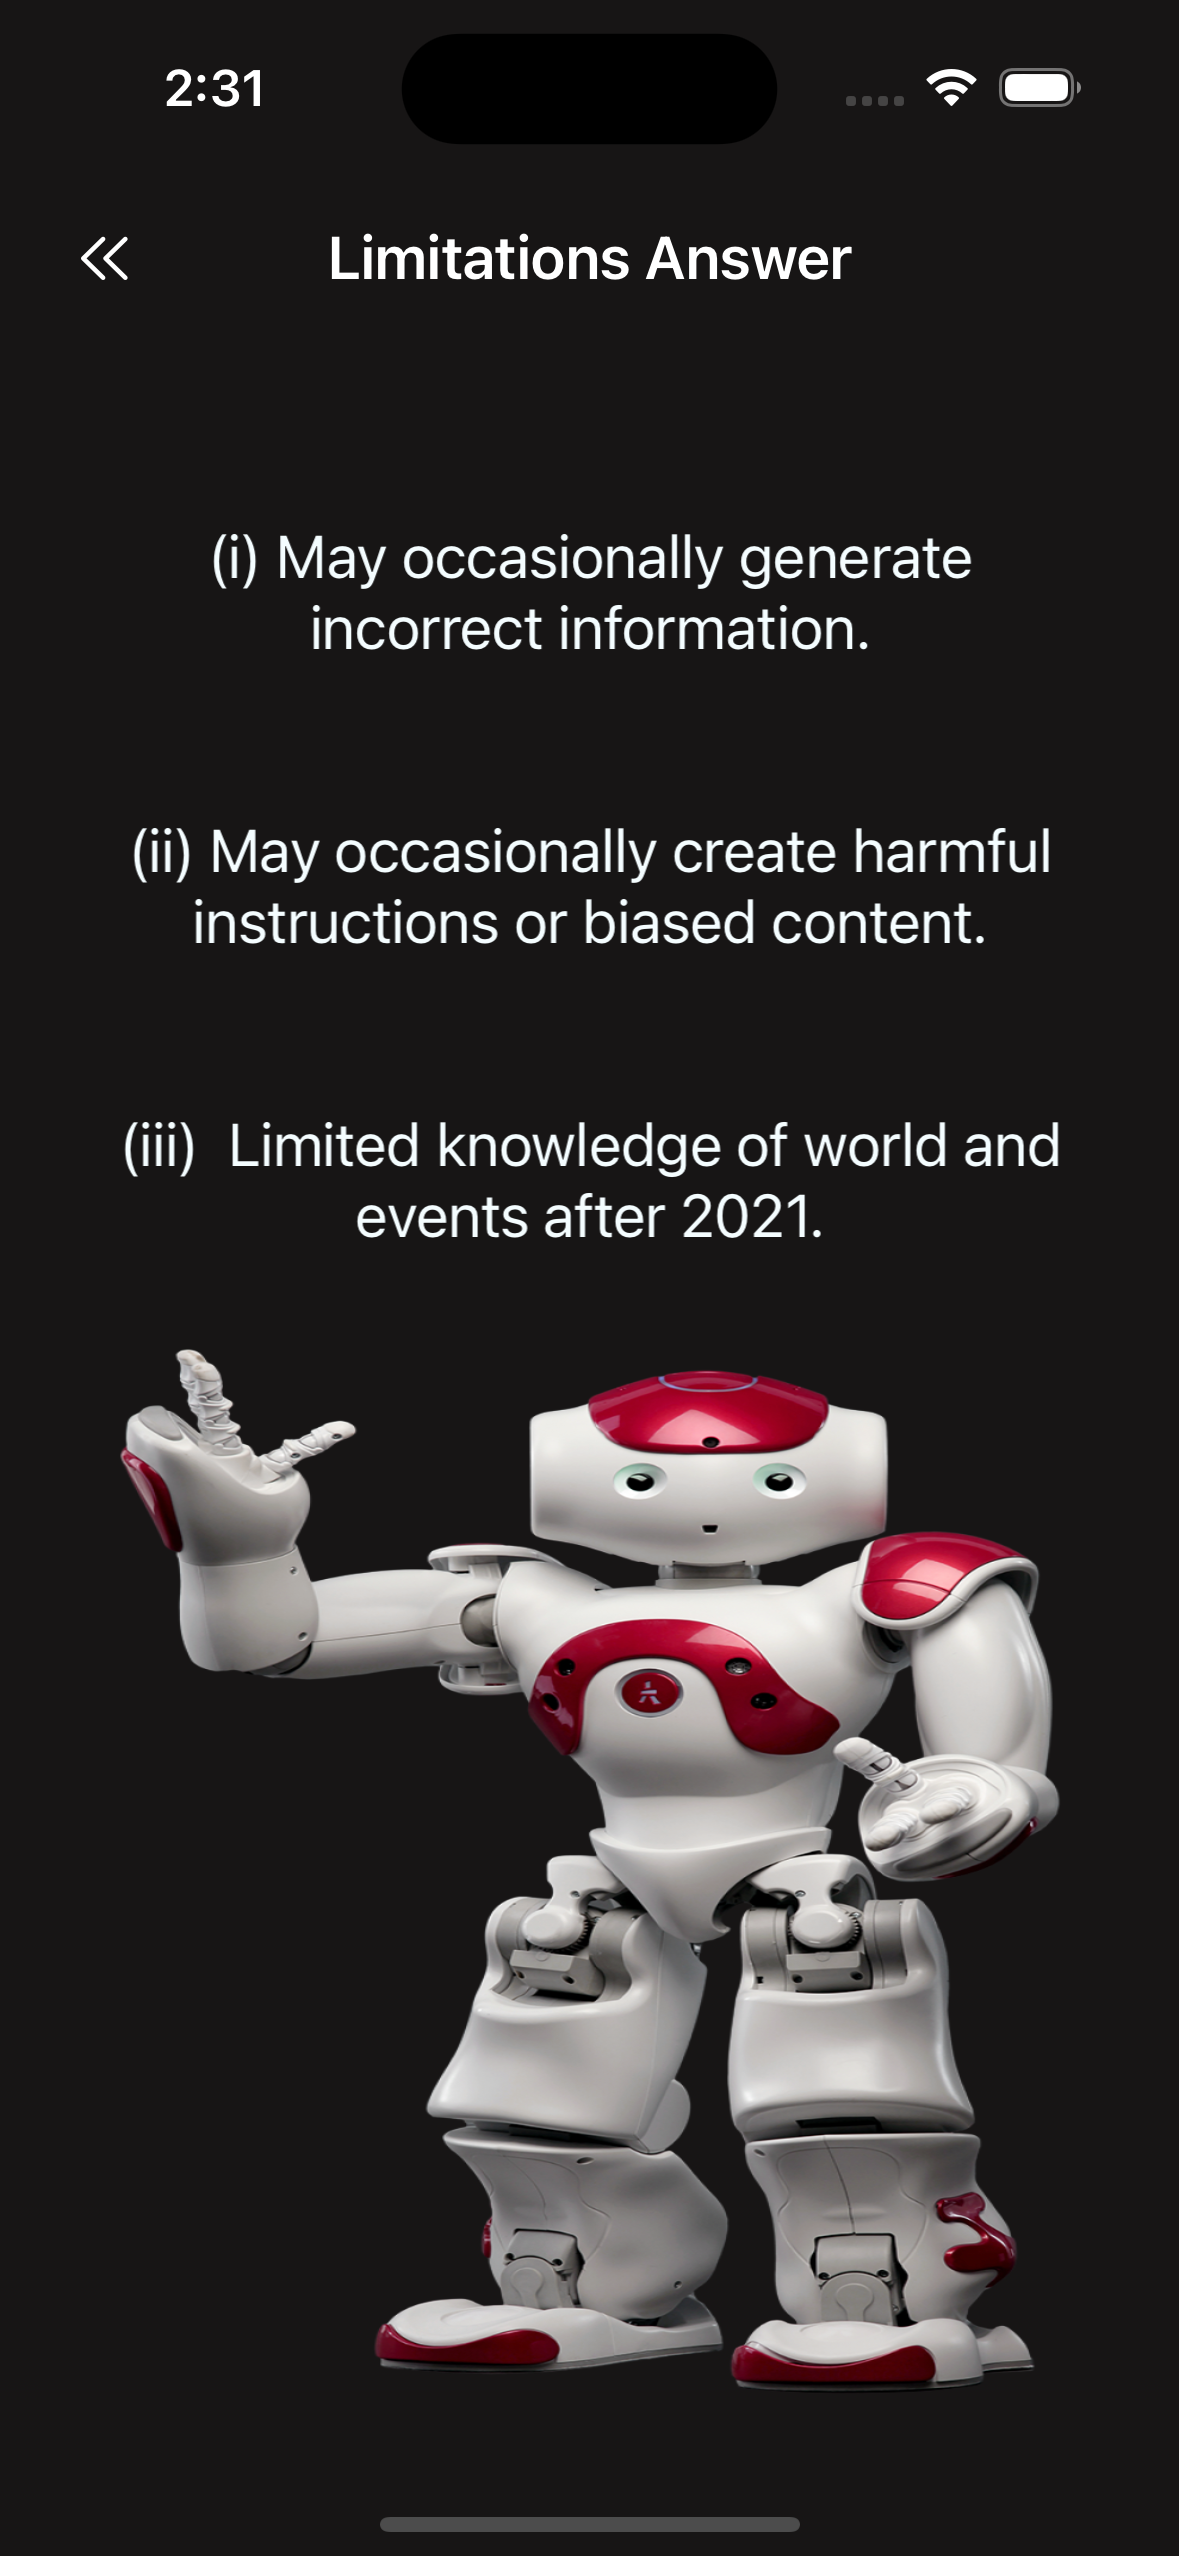 2:31
Limitations Answer
(i) May occasionally generate
incorrect information.
(ii) May occasionally create harmful
instructions or biased content.
(iii)  Limited knowledge of world and
events after 2021.